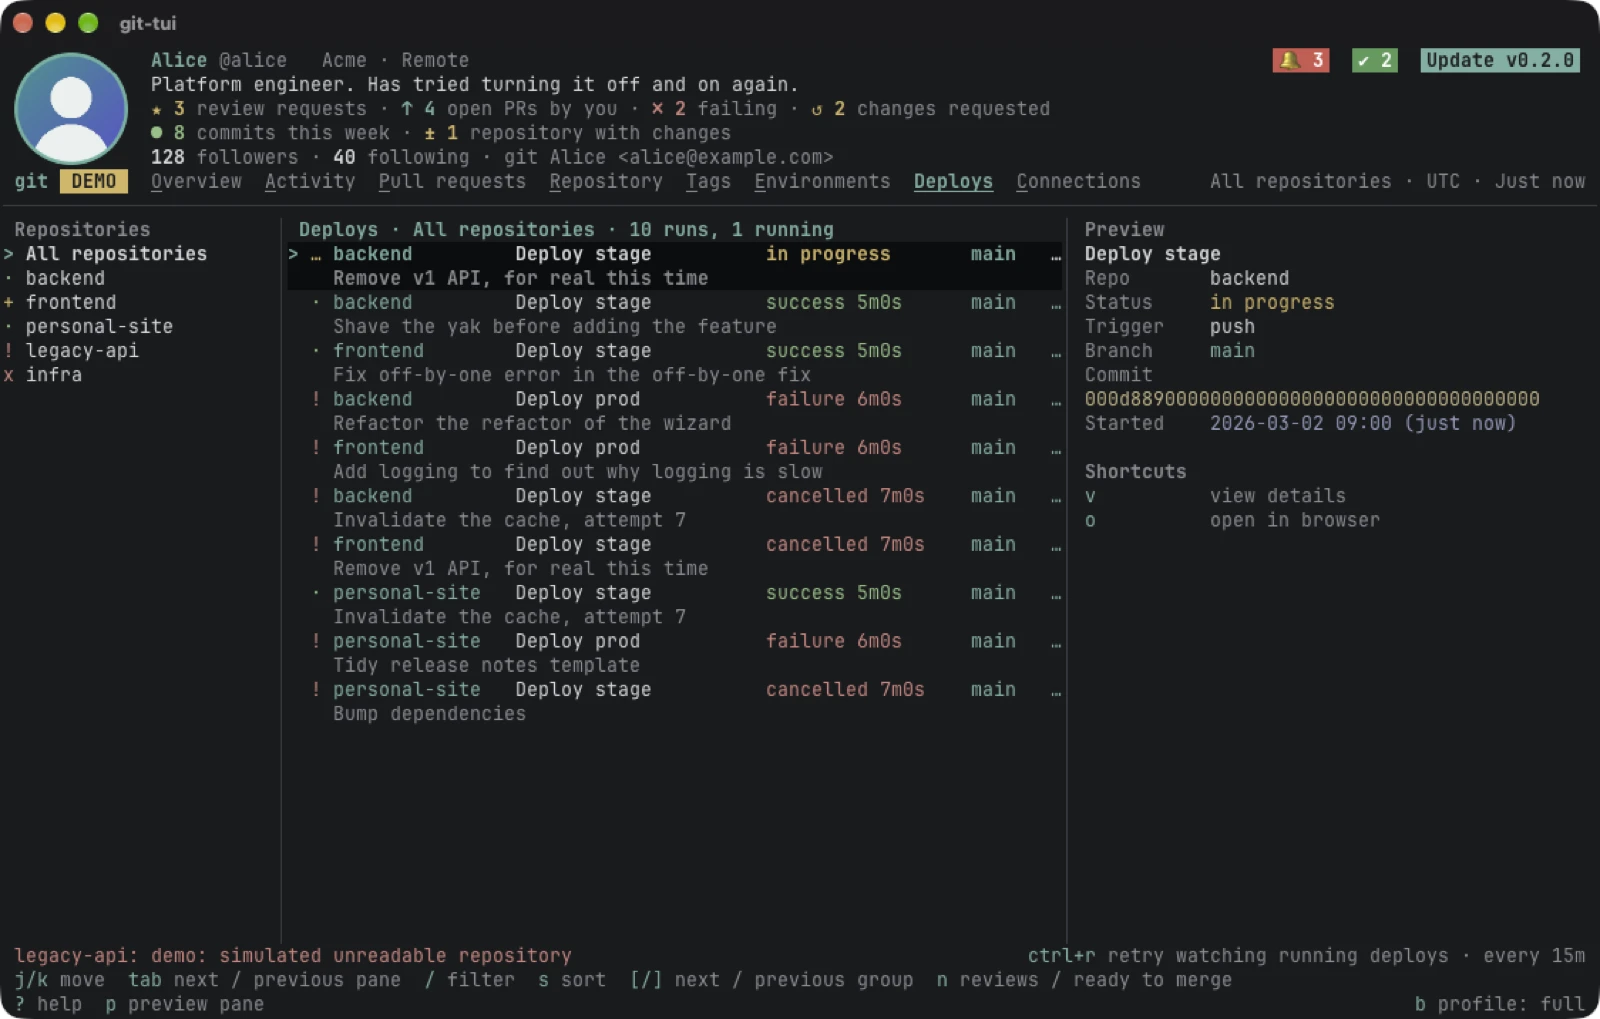 git-tui
Alice @alice Acme · Remote
🔔 3 ✔ 2 Update v0.2.0
Platform engineer. Has tried turning it off and on again.
★ 3 review requests · ↑ 4 open PRs by you · × 2 failing · ↺ 2 changes requested
● 8 commits this week · ± 1 repository with changes
128 followers · 40 following · git Alice <alice@example.com>
git DEMO Overview Activity Pull requests Repository Tags Environments Deploys Connections All repositories · UTC · Just now
Repositories
> All repositories
· backend
+ frontend
· personal-site
! legacy-api
x infra
Deploys · All repositories · 10 runs, 1 running
> … backend Deploy stage in progress main …
Remove v1 API, for real this time
· backend Deploy stage success 5m0s main …
Shave the yak before adding the feature
· frontend Deploy stage success 5m0s main …
Fix off-by-one error in the off-by-one fix
! backend Deploy prod failure 6m0s main …
Refactor the refactor of the wizard
! frontend Deploy prod failure 6m0s main …
Add logging to find out why logging is slow
! backend Deploy stage cancelled 7m0s main …
Invalidate the cache, attempt 7
! frontend Deploy stage cancelled 7m0s main …
Remove v1 API, for real this time
· personal-site Deploy stage success 5m0s main …
Invalidate the cache, attempt 7
! personal-site Deploy prod failure 6m0s main …
Tidy release notes template
! personal-site Deploy stage cancelled 7m0s main …
Bump dependencies
Preview
Deploy stage
Repo backend
Status in progress
Trigger push
Branch main
Commit
000d889000000000000000000000000000000000
Started 2026-03-02 09:00 (just now)
Shortcuts
v view details
o open in browser
legacy-api: demo: simulated unreadable repository
ctrl+r retry watching running deploys · every 15m
j/k move tab next / previous pane / filter s sort [/] next / previous group n reviews / ready to merge
? help p preview pane
b profile: full